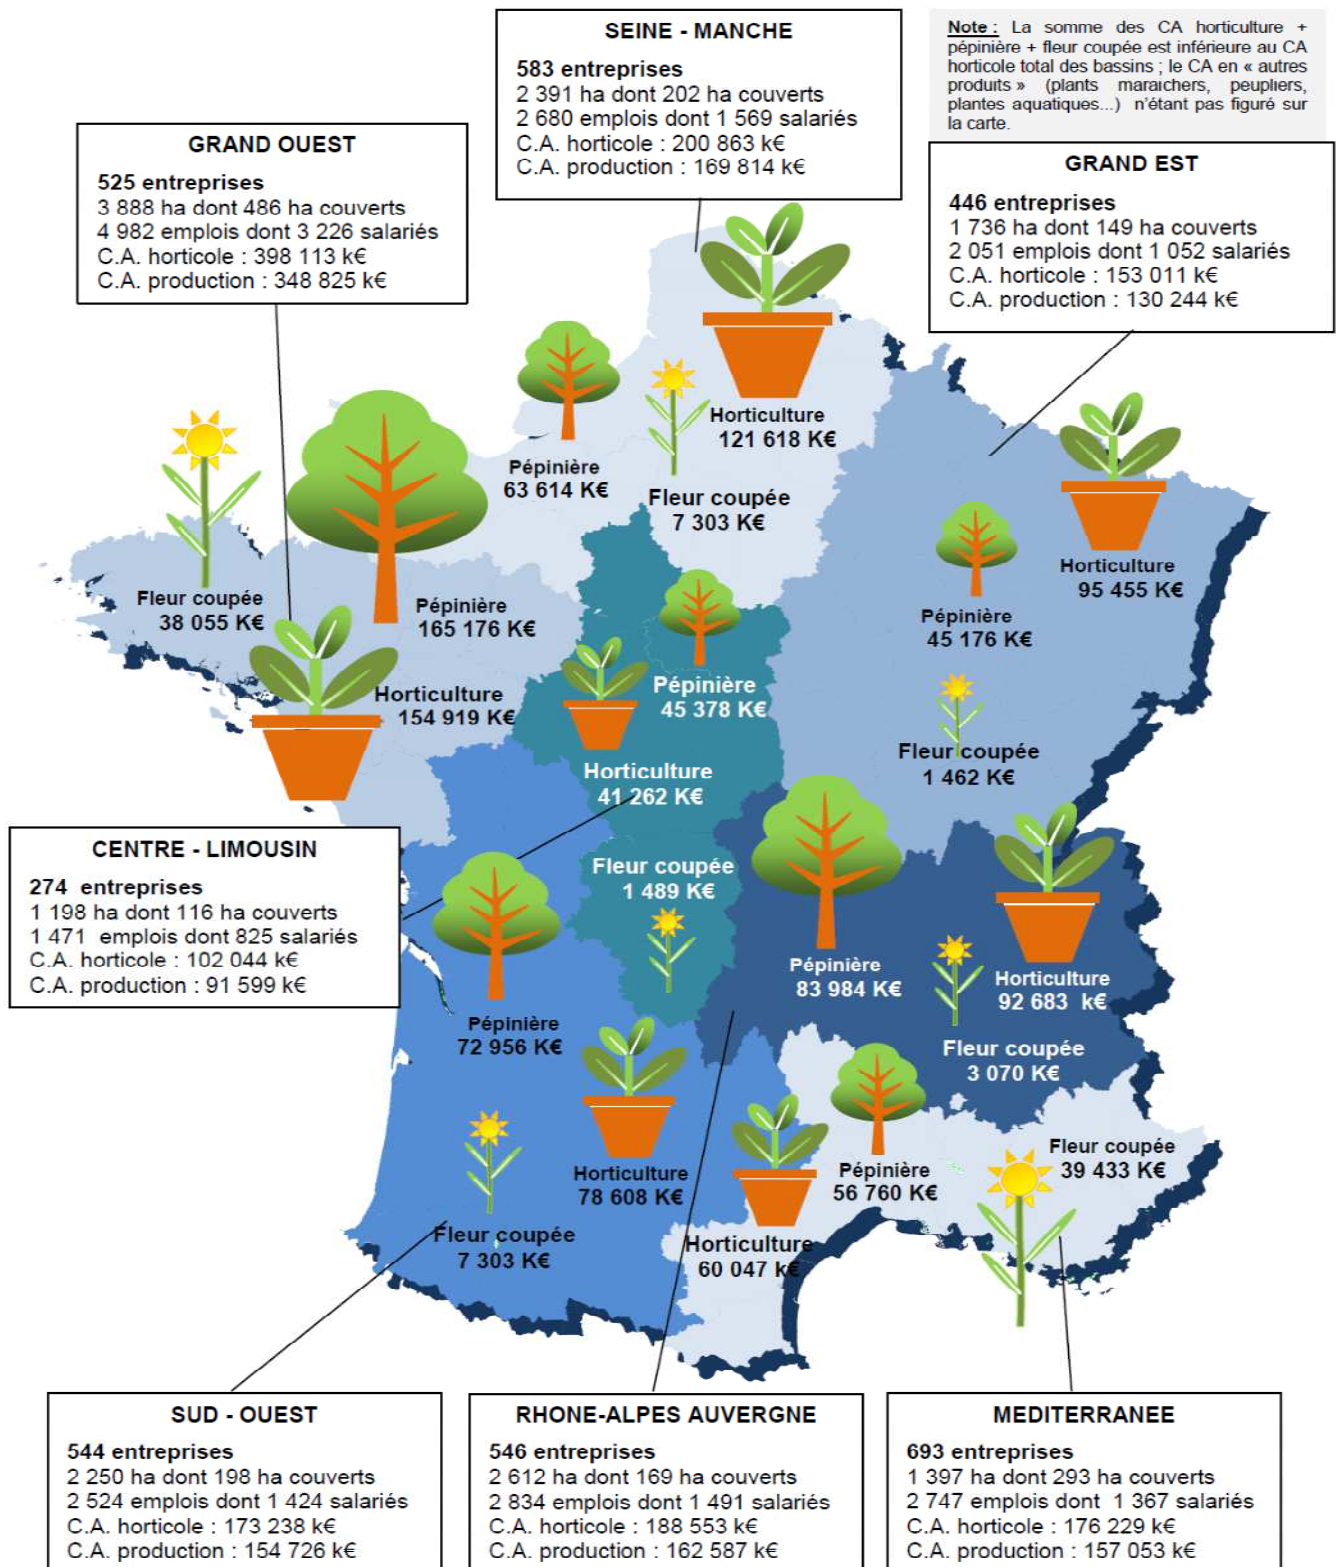 SEINE - MANCHE
583 entreprises
2 391 ha dont 202 ha couverts
2 680 emplois dont 1 569 salariés
C.A. horticole : 200 863 k€
C.A. production : 169 814 k€
Note : La somme des CA horticulture +
pépinière + fleur coupée est inférieure au CA
horticole total des bassins ; le CA en « autres
produits » (plants maraichers, peupliers,
plantes aquatiques...) n'étant pas figuré sur
la carte.
GRAND OUEST
525 entreprises
3 888 ha dont 486 ha couverts
4 982 emplois dont 3 226 salariés
C.A. horticole : 398 113 k€
C.A. production : 348 825 k€
GRAND EST
446 entreprises
1 736 ha dont 149 ha couverts
2 051 emplois dont 1 052 salariés
C.A. horticole : 153 011 k€
C.A. production : 130 244 k€
Horticulture
121 618 K€
Pépinière
63 614 K€
Fleur coupée
7 303 K€
Horticulture
95 455 K€
Fleur coupée
38 055 K€
Pépinière
165 176 K€
Pépinière
45 176 K€
Horticulture
154 919 K€
Pépinière
45 378 K€
Fleur coupée
1 462 K€
Horticulture
41 262 K€
CENTRE - LIMOUSIN
274 entreprises
1 198 ha dont 116 ha couverts
1 471 emplois dont 825 salariés
C.A. horticole : 102 044 k€
C.A. production : 91 599 k€
Fleur coupée
1 489 K€
Pépinière
83 984 K€
Horticulture
92 683 k€
Pépinière
72 956 K€
Fleur coupée
3 070 K€
Horticulture
78 608 K€
Pépinière
56 760 K€
Fleur coupée
39 433 K€
Fleur coupée
7 303 K€
Horticulture
60 047 k€
SUD - OUEST
544 entreprises
2 250 ha dont 198 ha couverts
2 524 emplois dont 1 424 salariés
C.A. horticole : 173 238 k€
C.A. production : 154 726 k€
RHONE-ALPES AUVERGNE
546 entreprises
2 612 ha dont 169 ha couverts
2 834 emplois dont 1 491 salariés
C.A. horticole : 188 553 k€
C.A. production : 162 587 k€
MEDITERRANEE
693 entreprises
1 397 ha dont 293 ha couverts
2 747 emplois dont 1 367 salariés
C.A. horticole : 176 229 k€
C.A. production : 157 053 k€